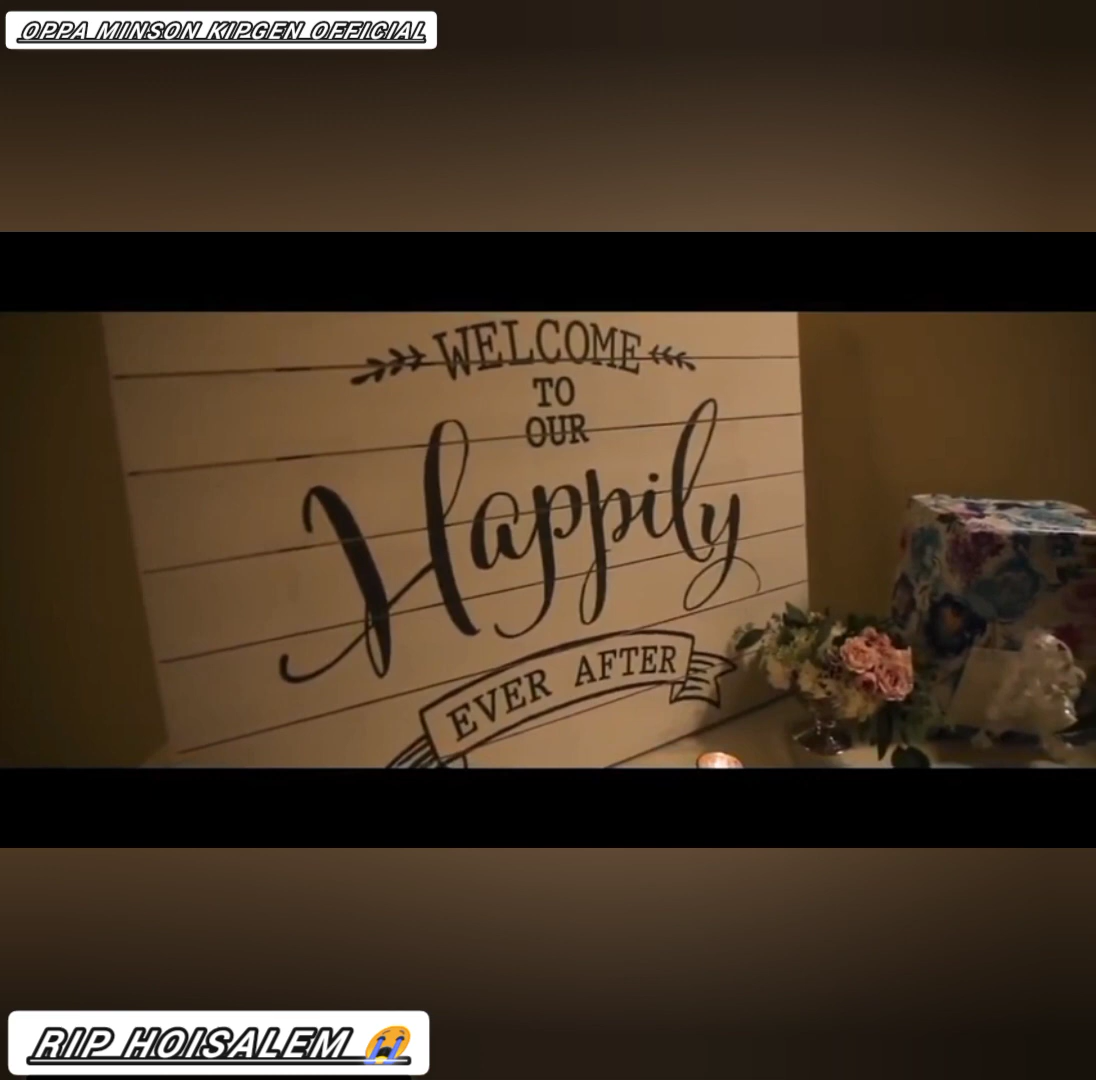 OPPA MINSON KIPGEN OFFICIAL
WELCOME
TO
OUR
Happily
EVER AFTER
RIP HOISALEM 😭